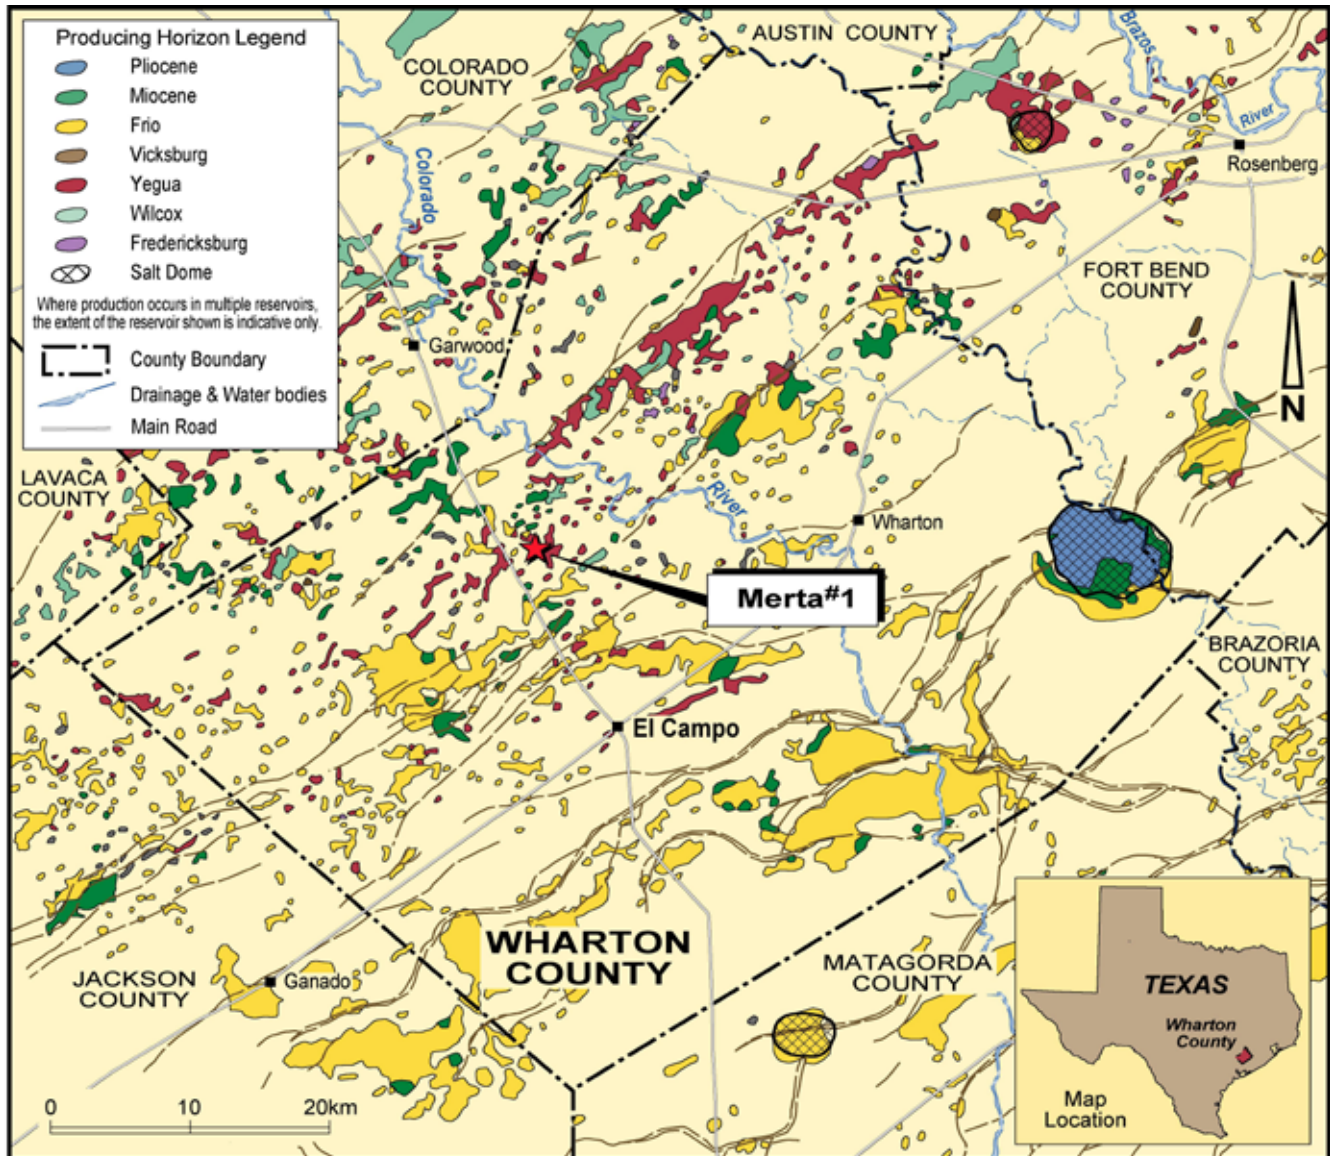 Producing Horizon Legend
Pliocene
Miocene
Frio
Vicksburg
Yegua
Wilcox
Fredericksburg
Salt Dome
Where production occurs in multiple reservoirs,
the extent of the reservoir shown is indicative only.
County Boundary
Drainage & Water bodies
Main Road
COLORADO
COUNTY
AUSTIN COUNTY
Brazos
River
Rosenberg
Colorado
FORT BEND
COUNTY
Garwood
N
LAVACA
COUNTY
River
Wharton
Merta#1
BRAZORIA
COUNTY
El Campo
WHARTON
COUNTY
MATAGORDA
COUNTY
JACKSON
COUNTY
Ganado
0 10 20km
TEXAS
Wharton
County
Map
Location